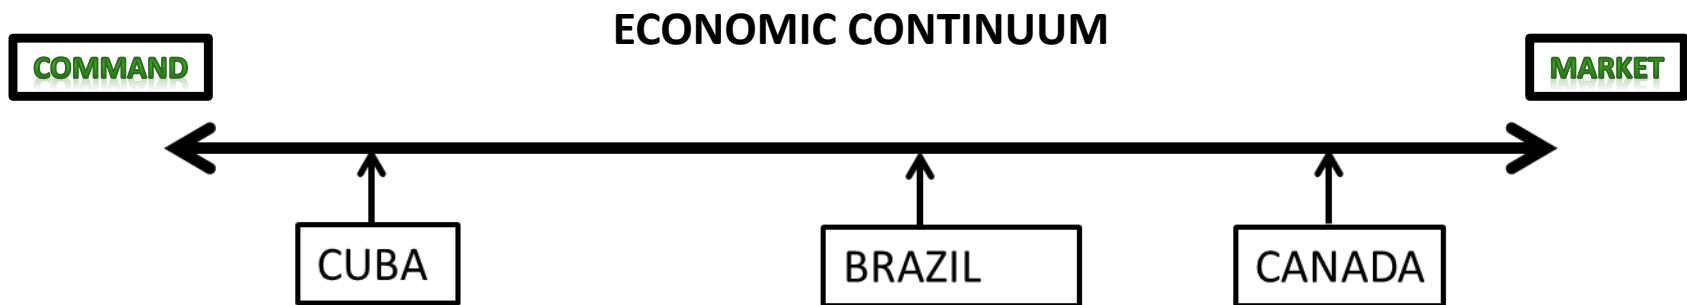 ECONOMIC CONTINUUM
COMMAND
MARKET
CUBA
BRAZIL
CANADA